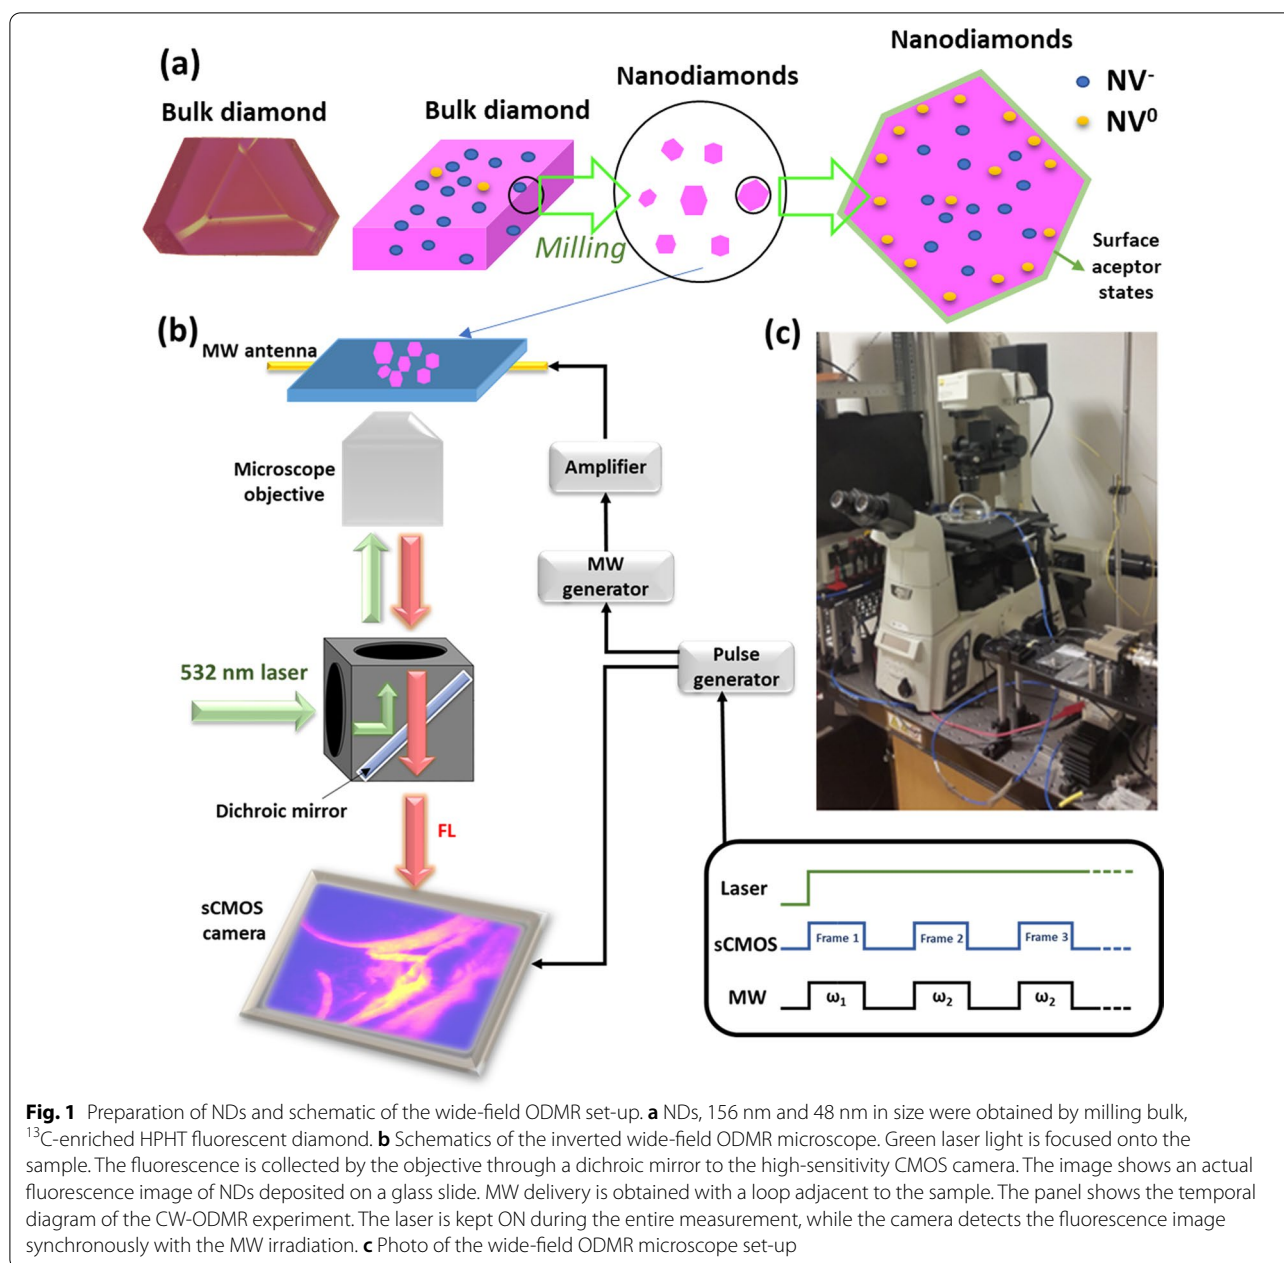 (a)
Bulk diamond
Bulk diamond
Nanodiamonds
Nanodiamonds
NV-
NV0
Milling
Surface
aceptor
states
(b)
MW antenna
Microscope
objective
Amplifier
MW
generator
Pulse
generator
532 nm laser
Dichroic mirror
FL
sCMOS
camera
(c)
Laser
sCMOS
Frame 1
Frame 2
Frame 3
MW
ω1
ω2
ω2
Fig. 1 Preparation of NDs and schematic of the wide-field ODMR set-up. a NDs, 156 nm and 48 nm in size were obtained by milling bulk,
13C-enriched HPHT fluorescent diamond. b Schematics of the inverted wide-field ODMR microscope. Green laser light is focused onto the
sample. The fluorescence is collected by the objective through a dichroic mirror to the high-sensitivity CMOS camera. The image shows an actual
fluorescence image of NDs deposited on a glass slide. MW delivery is obtained with a loop adjacent to the sample. The panel shows the temporal
diagram of the CW-ODMR experiment. The laser is kept ON during the entire measurement, while the camera detects the fluorescence image
synchronously with the MW irradiation. c Photo of the wide-field ODMR microscope set-up